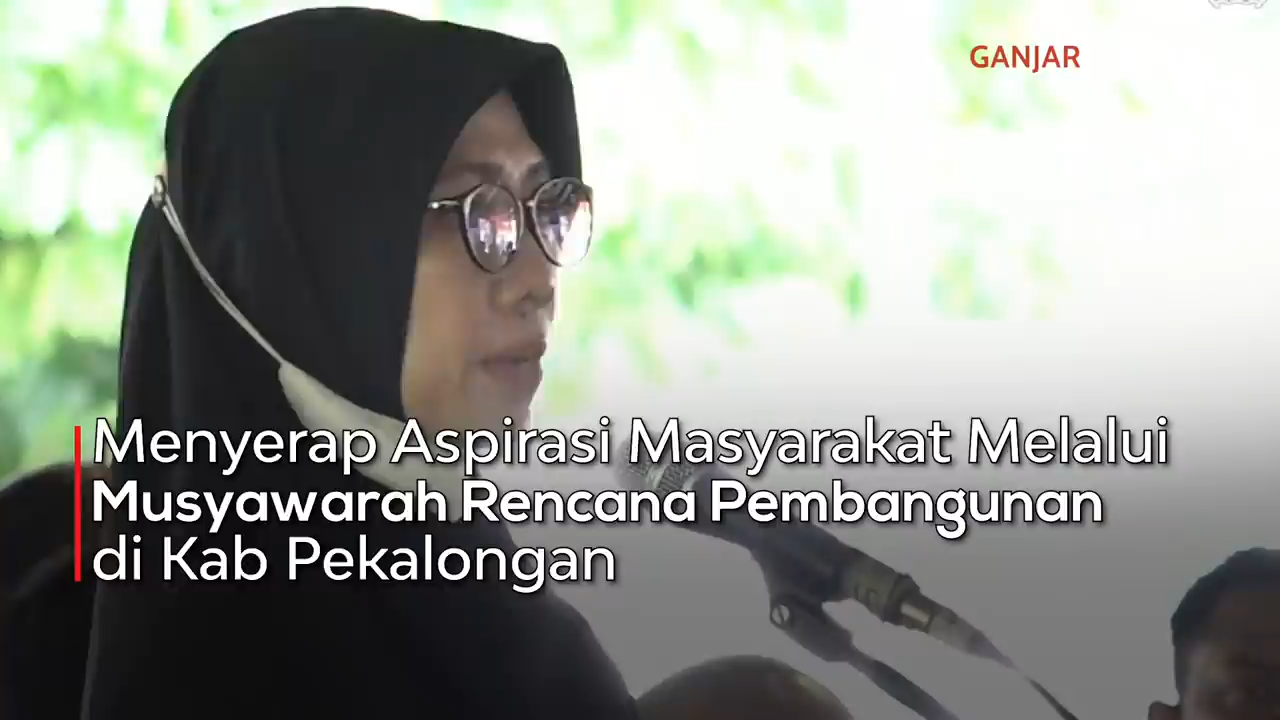 GANJAR
Menyerap Aspirasi Masyarakat Melalui
Musyawarah Rencana Pembangunan
di Kab Pekalongan